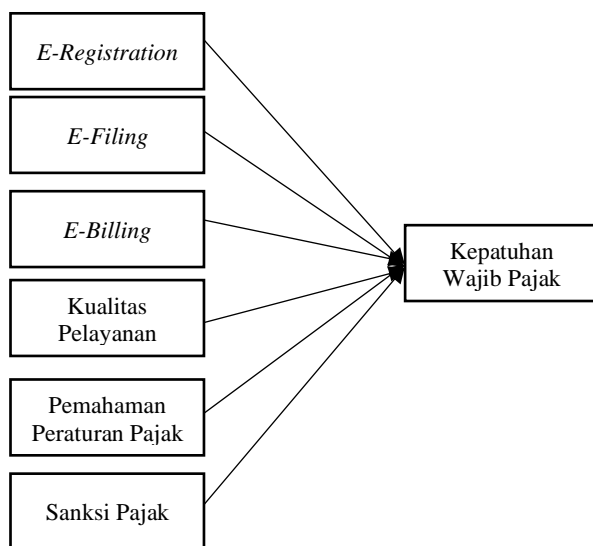 E-Registration
E-Filing
E-Billing
Kualitas
Pelayanan
Pemahaman
Peraturan Pajak
Sanksi Pajak
Kepatuhan
Wajib Pajak